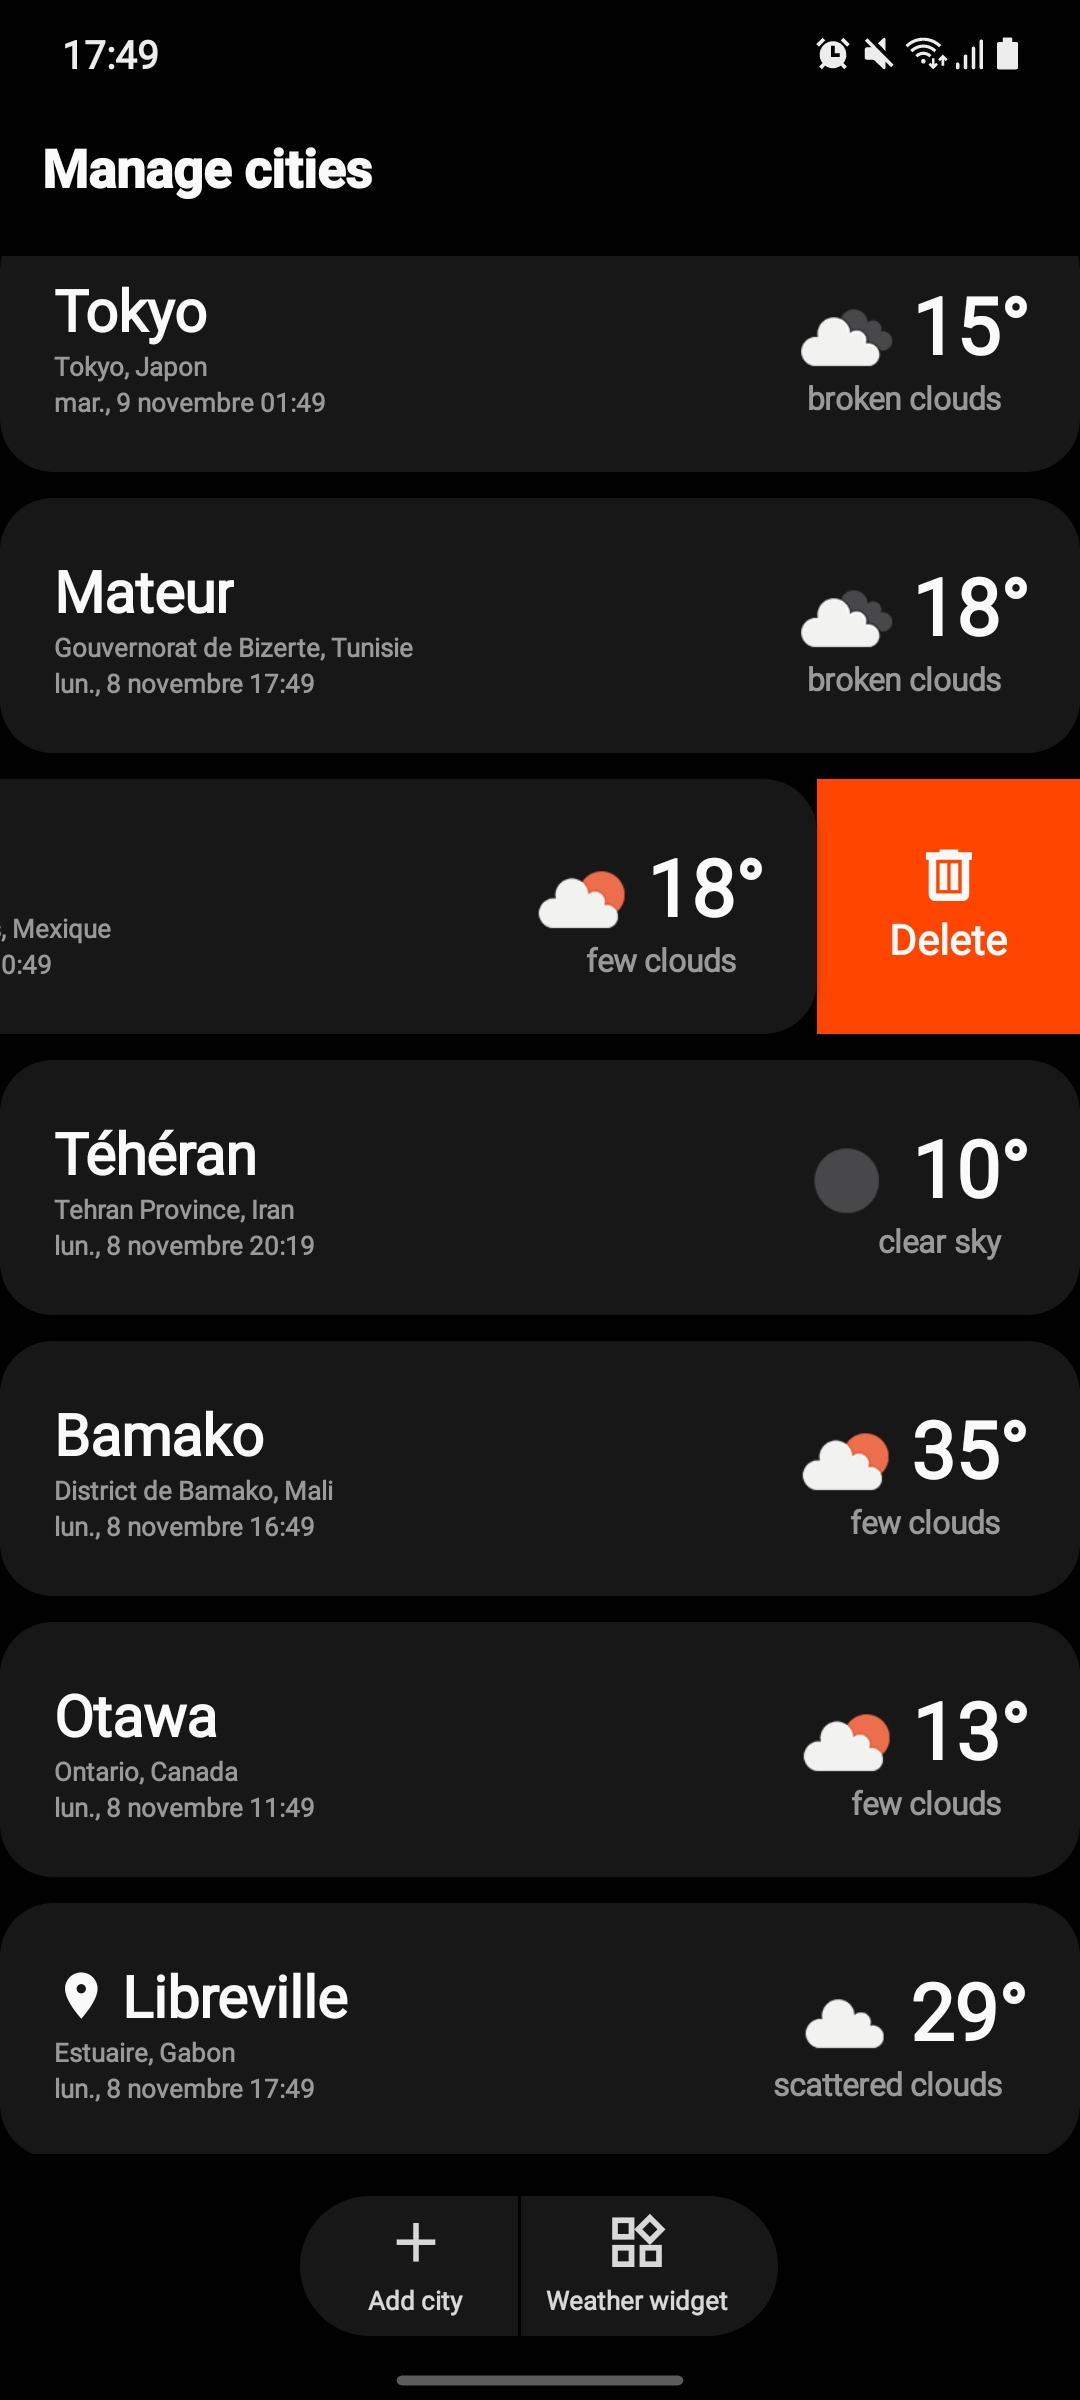 17:49
Manage cities
Tokyo
15°
Tokyo, Japon
mar., 9 novembre 01:49
broken clouds
Mateur
18°
Gouvernorat de Bizerte, Tunisie
lun., 8 novembre 17:49
broken clouds
18°
, Mexique
0:49
few clouds
Delete
Téhéran
10°
Tehran Province, Iran
lun., 8 novembre 20:19
clear sky
Bamako
35°
District de Bamako, Mali
lun., 8 novembre 16:49
few clouds
Otawa
13°
Ontario, Canada
lun., 8 novembre 11:49
few clouds
Libreville
29°
Estuaire, Gabon
lun., 8 novembre 17:49
scattered clouds
Add city
Weather widget